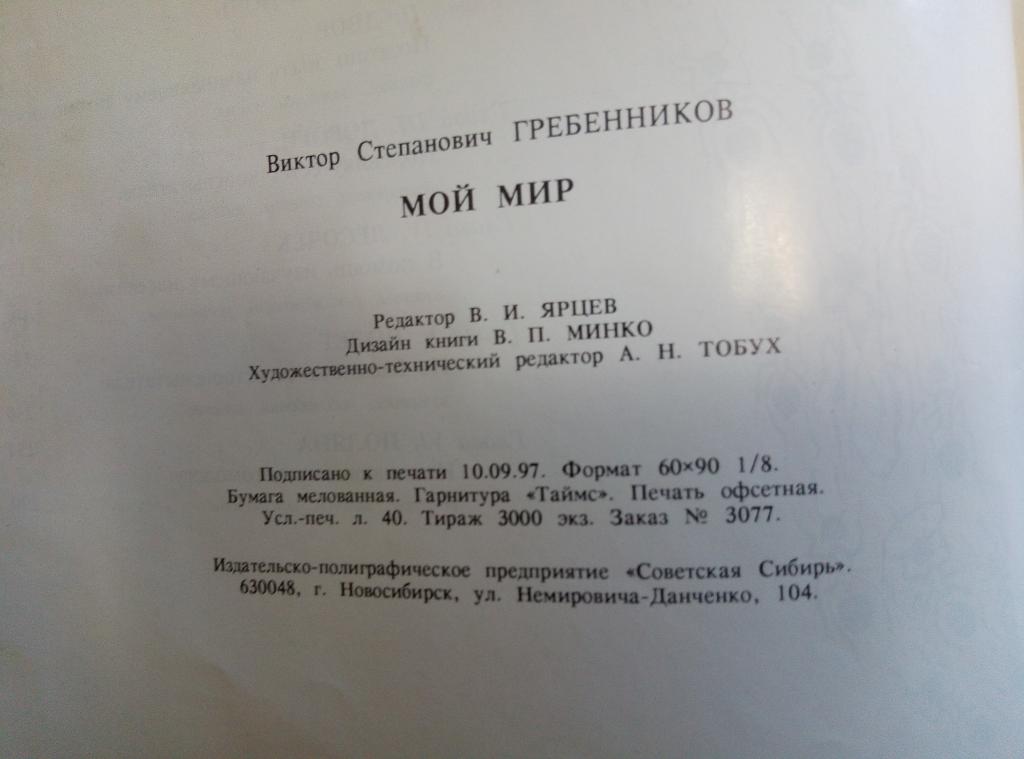 Виктор Степанович ГРЕБЕННИКОВ
МОЙ МИР
Редактор В. И. ЯРЦЕВ
Дизайн книги В. П. МИНКО
Художественно-технический редактор А. Н. ТОБУХ
Подписано к печати 10.09.97. Формат 60×90 1/8.
Бумага мелованная. Гарнитура «Таймс». Печать офсетная.
Усл.-печ. л. 40. Тираж 3000 экз. Заказ № 3077.
Издательско-полиграфическое предприятие «Советская Сибирь».
630048, г. Новосибирск, ул. Немировича-Данченко, 104.